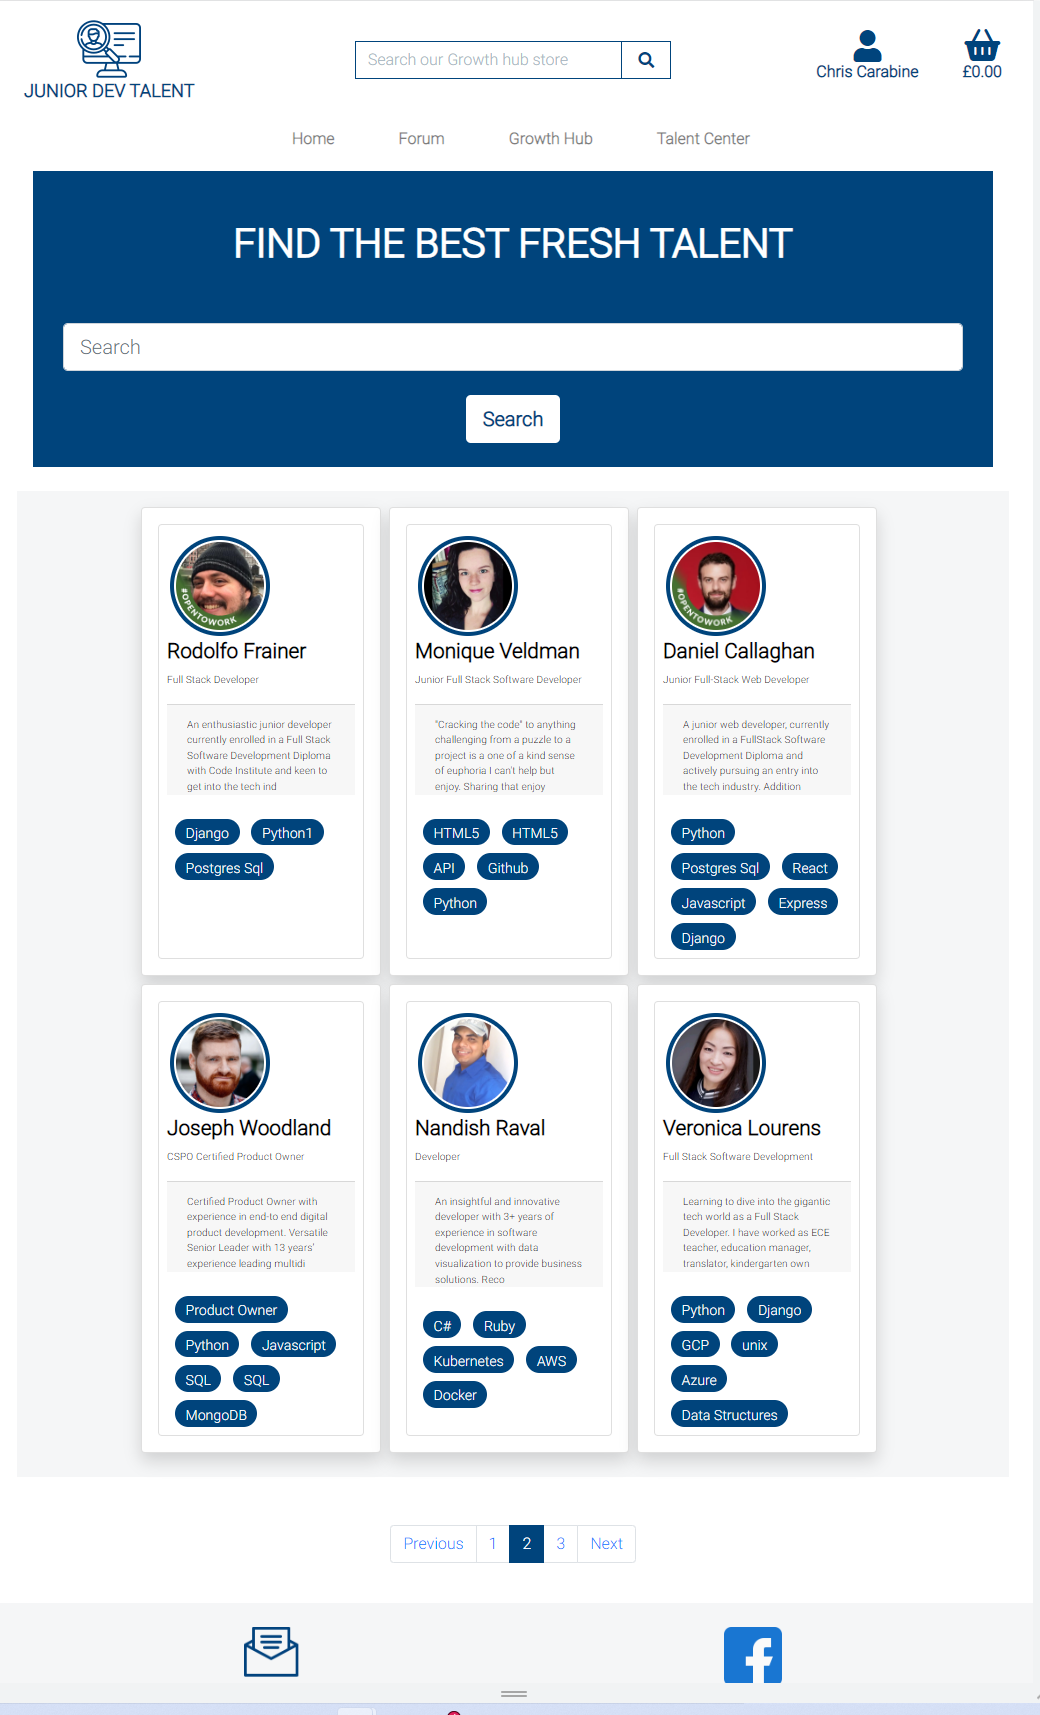 JUNIOR DEV TALENT
Search our Growth hub store
Chris Carabine
£0.00
Home
Forum
Growth Hub
Talent Center
FIND THE BEST FRESH TALENT
Search
Search
#OPENTOWORK
Rodolfo Frainer
Full Stack Developer
An enthusiastic junior developer
currently enrolled in a Full Stack
Software Development Diploma
with Code Institute and keen to
get into the tech ind
Django
Python1
Postgres Sql
Monique Veldman
Junior Full Stack Software Developer
"Cracking the code" to anything
challenging from a puzzle to a
project is a one of a kind sense
of euphoria I can't help but
enjoy. Sharing that enjoy
HTML5
HTML5
API
Github
Python
#OPENTOWORK
Daniel Callaghan
Junior Full-Stack Web Developer
A junior web developer, currently
enrolled in a FullStack Software
Development Diploma and
actively pursuing an entry into
the tech industry. Addition
Python
Postgres Sql
React
Javascript
Express
Django
Joseph Woodland
CSPO Certified Product Owner
Certified Product Owner with
experience in end-to end digital
product development. Versatile
Senior Leader with 13 years'
experience leading multidi
Product Owner
Python
Javascript
SQL
SQL
MongoDB
Nandish Raval
Developer
An insightful and innovative
developer with 3+ years of
experience in software
development with data
visualization to provide business
solutions. Reco
C#
Ruby
Kubernetes
AWS
Docker
Veronica Lourens
Full Stack Software Development
Learning to dive into the gigantic
tech world as a Full Stack
Developer. I have worked as ECE
teacher, education manager,
translator, kindergarten own
Python
Django
GCP
unix
Azure
Data Structures
Previous
1
2
3
Next